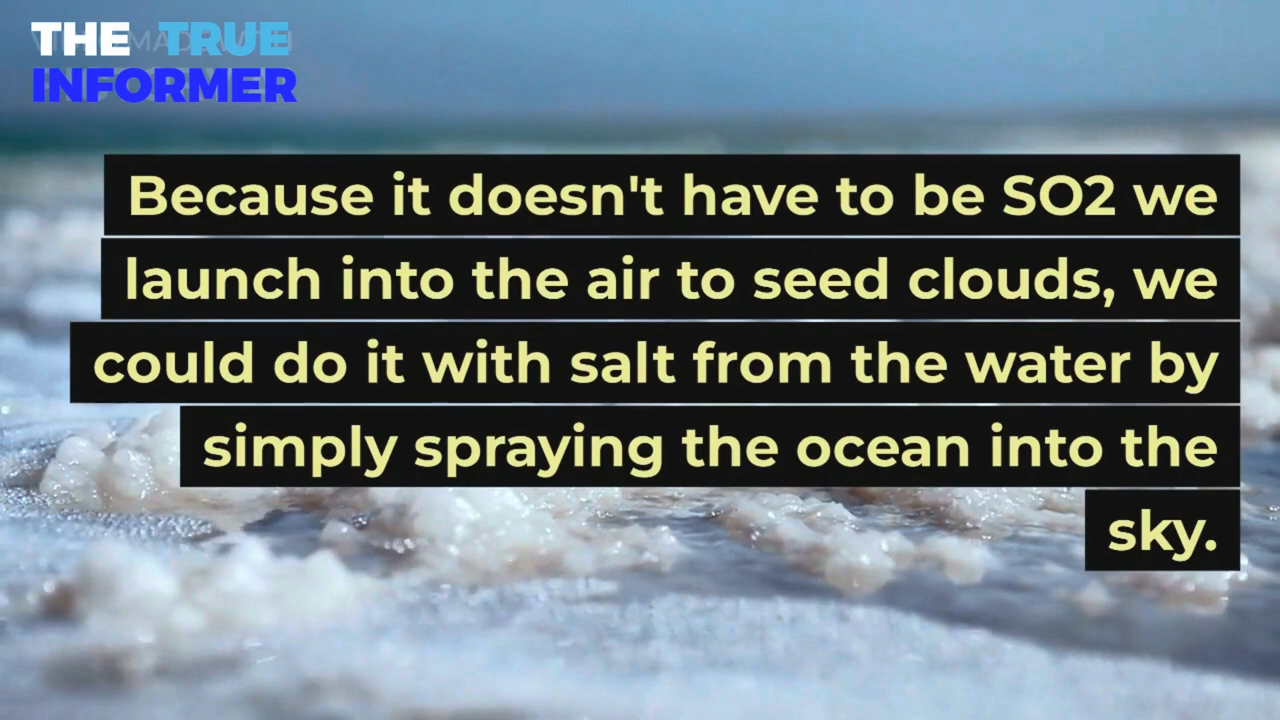 THE TRUE
INFORMER
Because it doesn't have to be SO2 we
launch into the air to seed clouds, we
could do it with salt from the water by
simply spraying the ocean into the
sky.